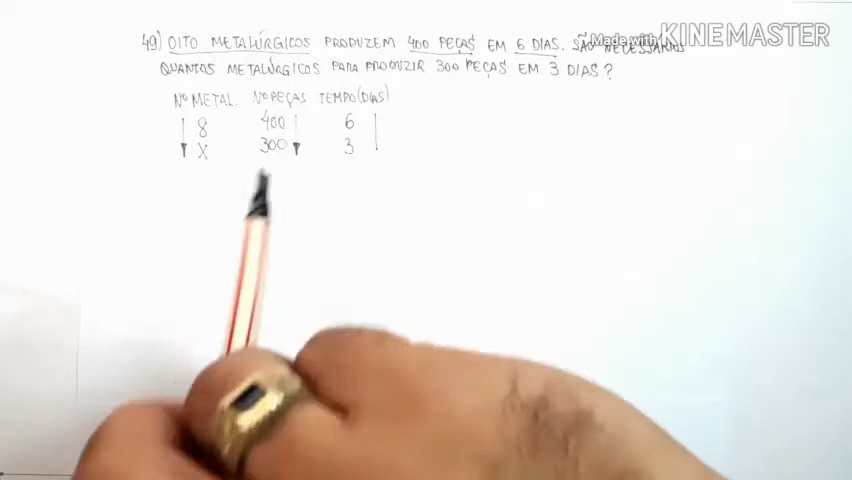 49) OITO METALÚRGICOS PRODUZEM 400 PEÇAS EM 6 DIAS. SÃO NECESSÁRIOS
Made with KINEMASTER
QUANTOS METALÚRGICOS PARA PRODUZIR 300 PEÇAS EM 3 DIAS?
Nº METAL. Nº PEÇAS TEMPO (DIAS)
8 400 6
X 300 3